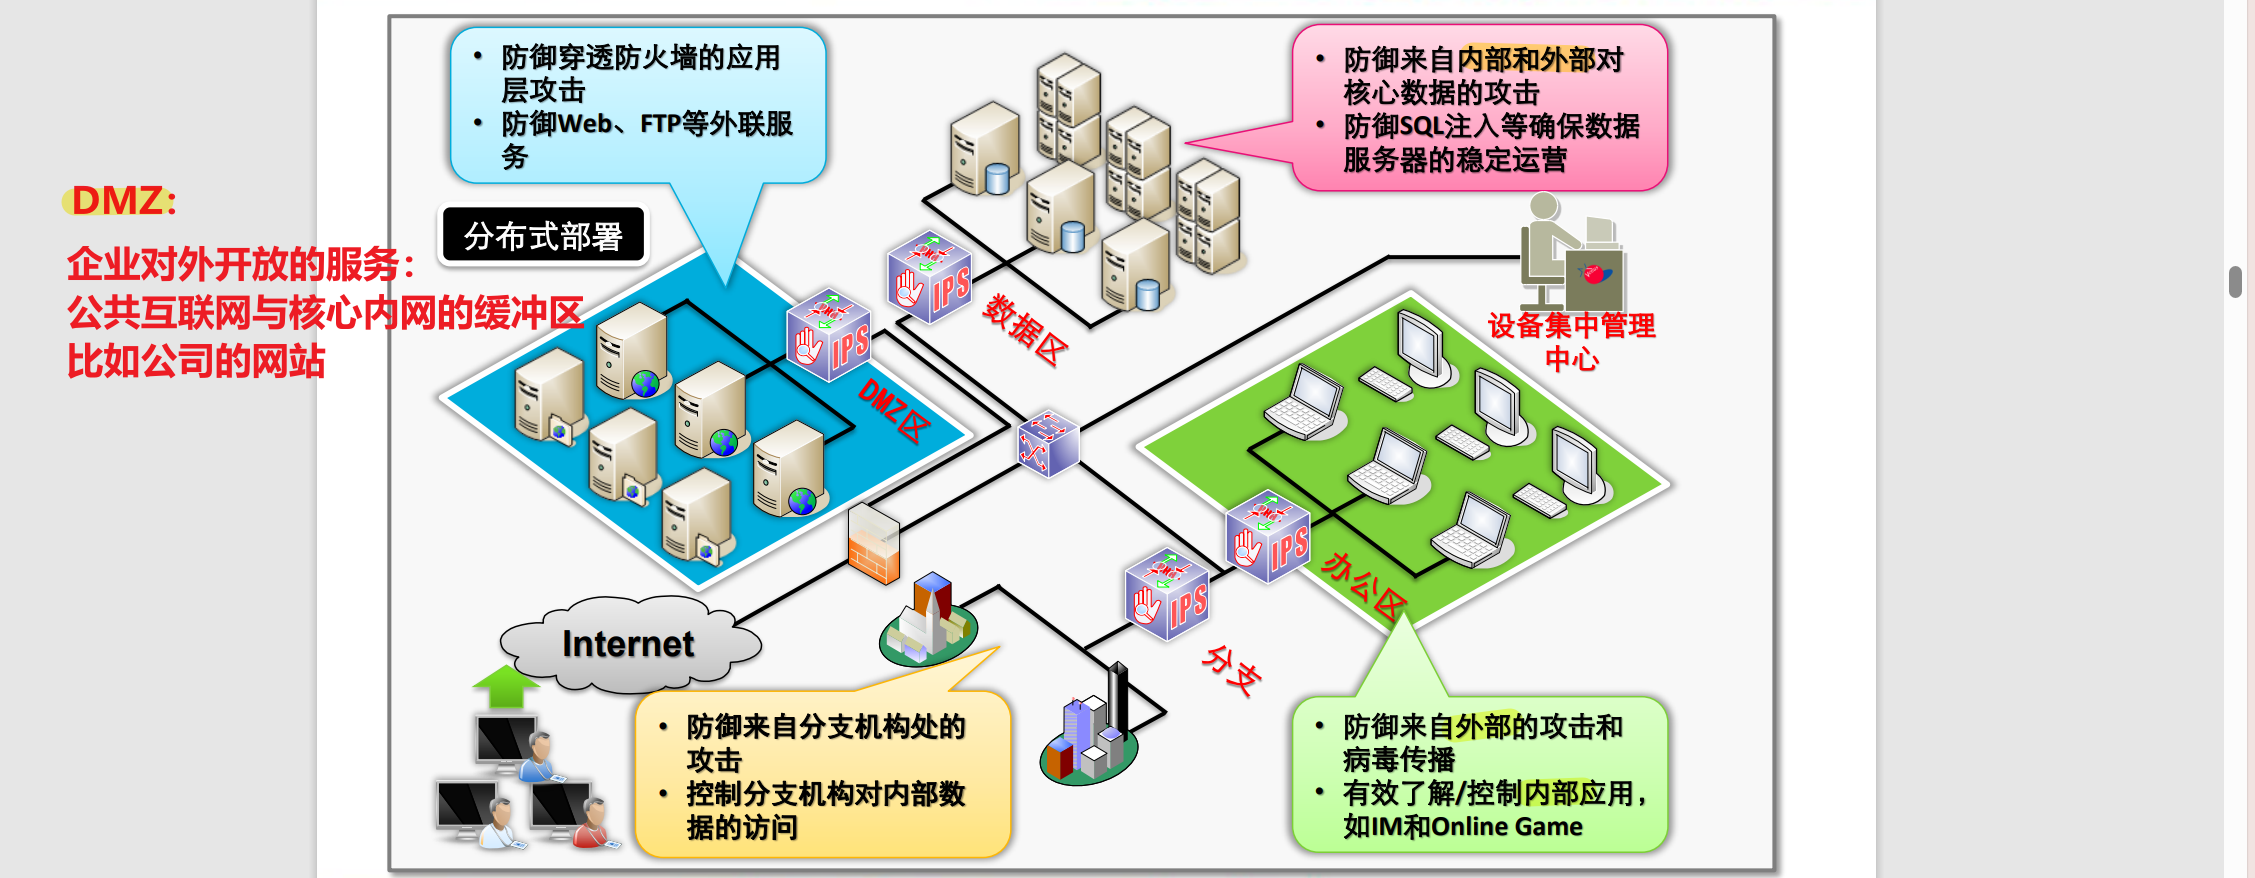 DMZ:
企业对外开放的服务:
公共互联网与核心内网的缓冲区
比如公司的网站
• 防御穿透防火墙的应用
层攻击
• 防御Web、FTP等外联服
务
• 防御来自内部和外部对
核心数据的攻击
• 防御SQL注入等确保数据
服务器的稳定运营
分布式部署
IPS
数据区
IPS
DMZ区
设备集中管理
中心
IPS
办公区
IPS
分支
Internet
• 防御来自分支机构处的
攻击
• 控制分支机构对内部数
据的访问
• 防御来自外部的攻击和
病毒传播
• 有效了解/控制内部应用，
如IM和Online Game